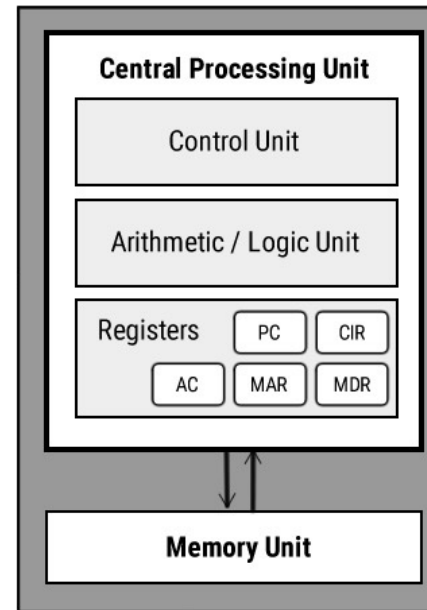 Central Processing Unit
Control Unit
Arithmetic / Logic Unit
Registers PC CIR
AC MAR MDR
Memory Unit